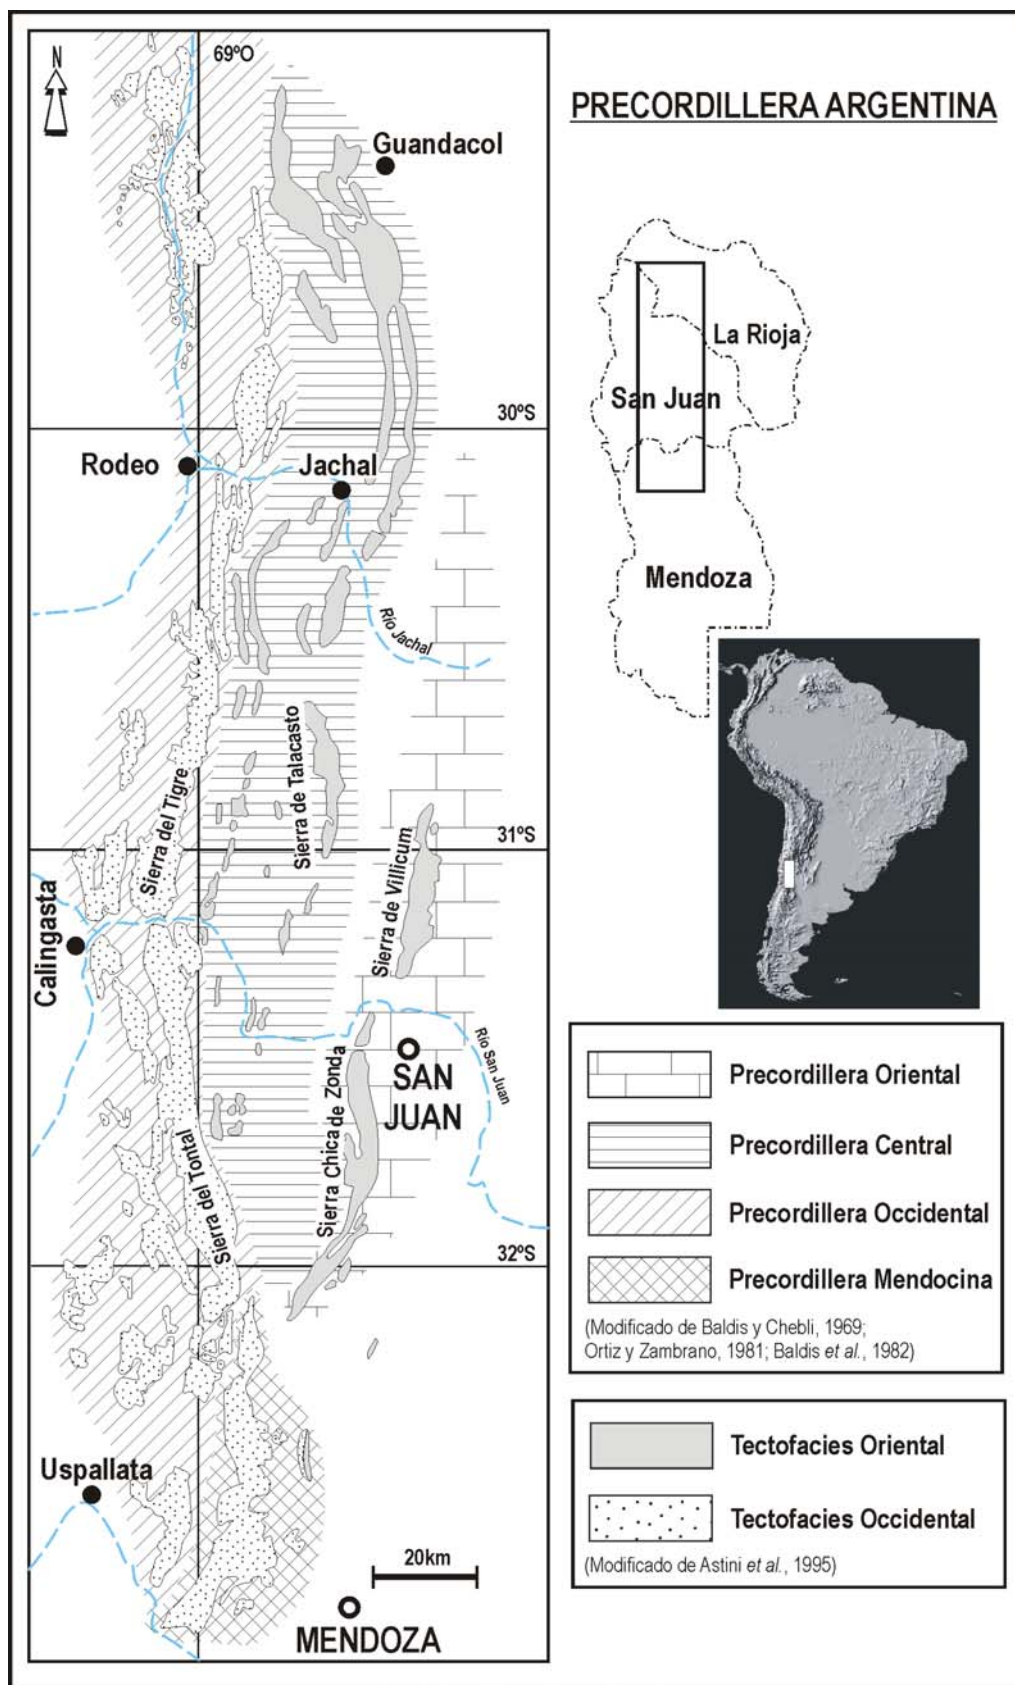 N
69ºO
PRECORDILLERA ARGENTINA
Guandacol
La Rioja
San Juan
30ºS
Rodeo
Jachal
Mendoza
Río Jachal
Sierra de Talacasto
Sierra del Tigre
31ºS
Sierra de Villicum
Calingasta
Río San Juan
SAN
JUAN
Sierra Chica de Zonda
Sierra del Tontal
32ºS
Uspallata
20km
MENDOZA
Precordillera Oriental
Precordillera Central
Precordillera Occidental
Precordillera Mendocina
(Modificado de Baldis y Chebli, 1969;
Ortiz y Zambrano, 1981; Baldis et al., 1982)
Tectofacies Oriental
Tectofacies Occidental
(Modificado de Astini et al., 1995)